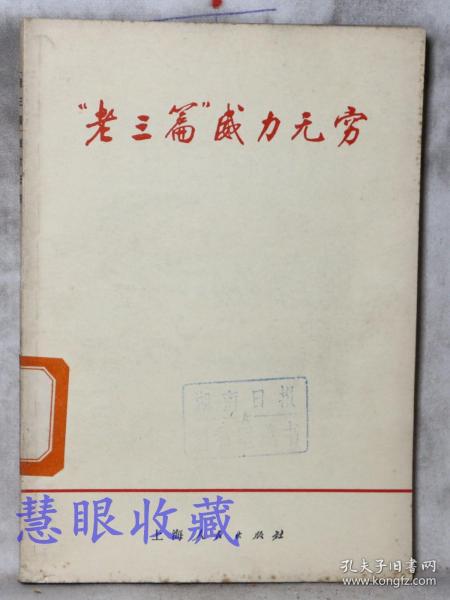 “老三篇”威力无穷
湖南日报
慧眼收藏
上海人民出版社
孔夫子旧书网
www.kongfz.com